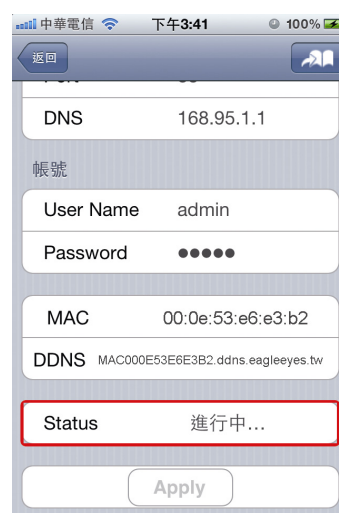 中華電信 下午3:41 100%
返回
DNS 168.95.1.1
帳號
User Name admin
Password ●●●●●
MAC 00:0e:53:e6:e3:b2
DDNS MAC000E53E6E3B2.ddns.eagleeyes.tw
Status 進行中...
Apply